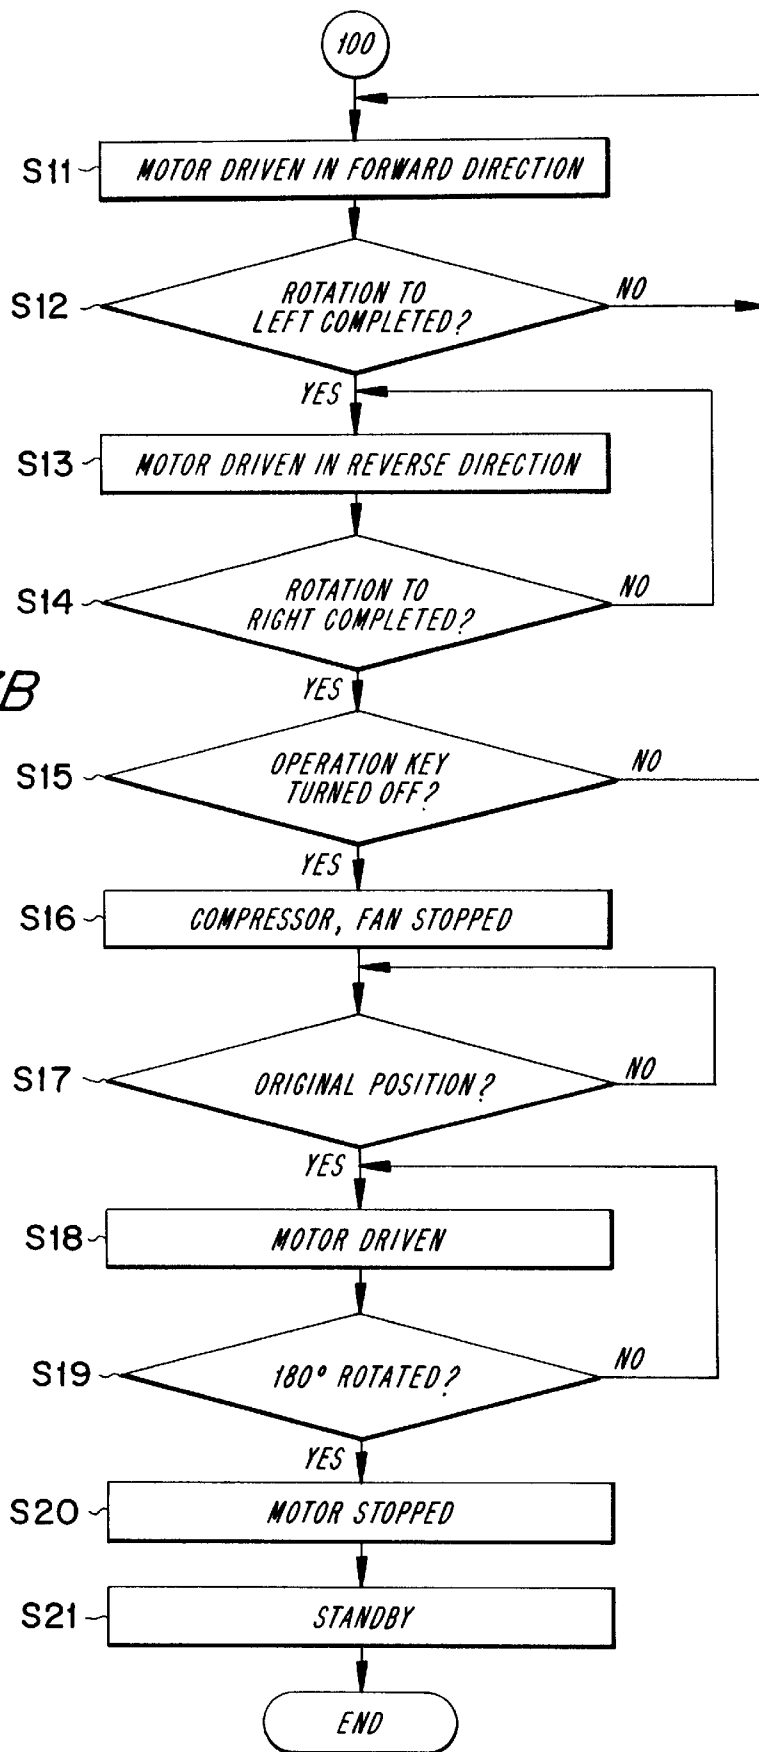 100
S11 MOTOR DRIVEN IN FORWARD DIRECTION
S12 ROTATION TO
LEFT COMPLETED?
NO
YES
S13 MOTOR DRIVEN IN REVERSE DIRECTION
S14 ROTATION TO
RIGHT COMPLETED?
NO
YES
S15 OPERATION KEY
TURNED OFF?
NO
YES
S16 COMPRESSOR, FAN STOPPED
S17 ORIGINAL POSITION?
NO
YES
S18 MOTOR DRIVEN
S19 180° ROTATED?
NO
YES
S20 MOTOR STOPPED
S21 STANDBY
END